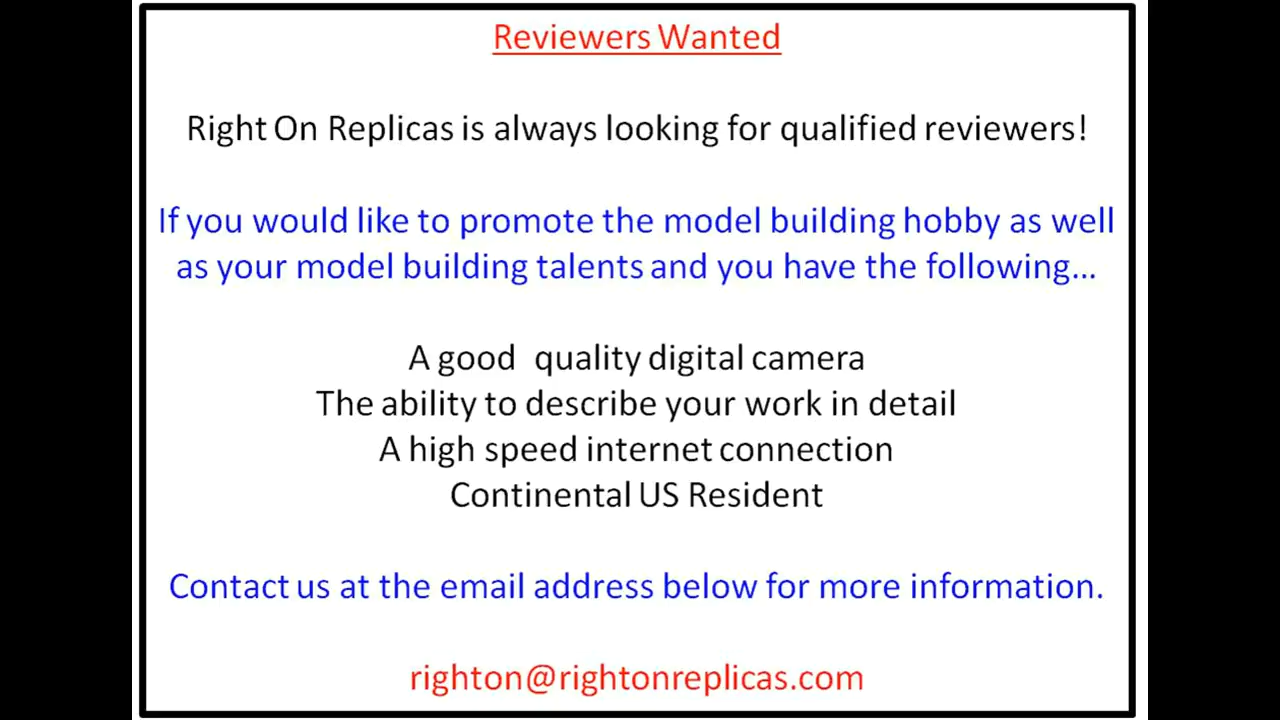 Reviewers Wanted
Right On Replicas is always looking for qualified reviewers!
If you would like to promote the model building hobby as well
as your model building talents and you have the following...
A good  quality digital camera
The ability to describe your work in detail
A high speed internet connection
Continental US Resident
Contact us at the email address below for more information.
righton@rightonreplicas.com